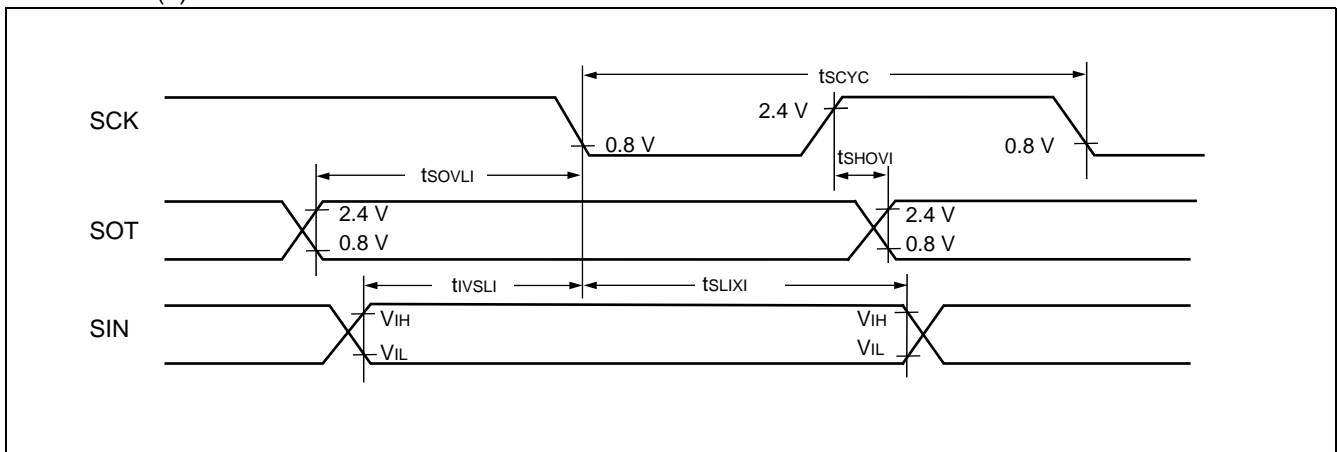 tSCYC
SCK
2.4 V
0.8 V
0.8 V
tSOVLI
tSHOVI
SOT
2.4 V
2.4 V
0.8 V
0.8 V
tIVSLI
tSLIXI
SIN
VIH
VIH
VIL
VIL